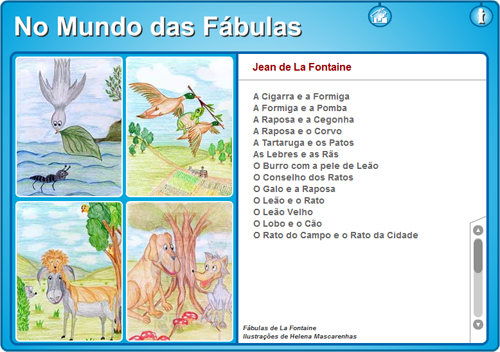 No Mundo das Fábulas
Jean de La Fontaine
A Cigarra e a Formiga
A Formiga e a Pomba
A Raposa e a Cegonha
A Raposa e o Corvo
A Tartaruga e os Patos
As Lebres e as Rãs
O Burro com a pele de Leão
O Conselho dos Ratos
O Galo e a Raposa
O Leão e o Rato
O Leão Velho
O Lobo e o Cão
O Rato do Campo e o Rato da Cidade
Fábulas de La Fontaine
Ilustrações de Helena Mascarenhas